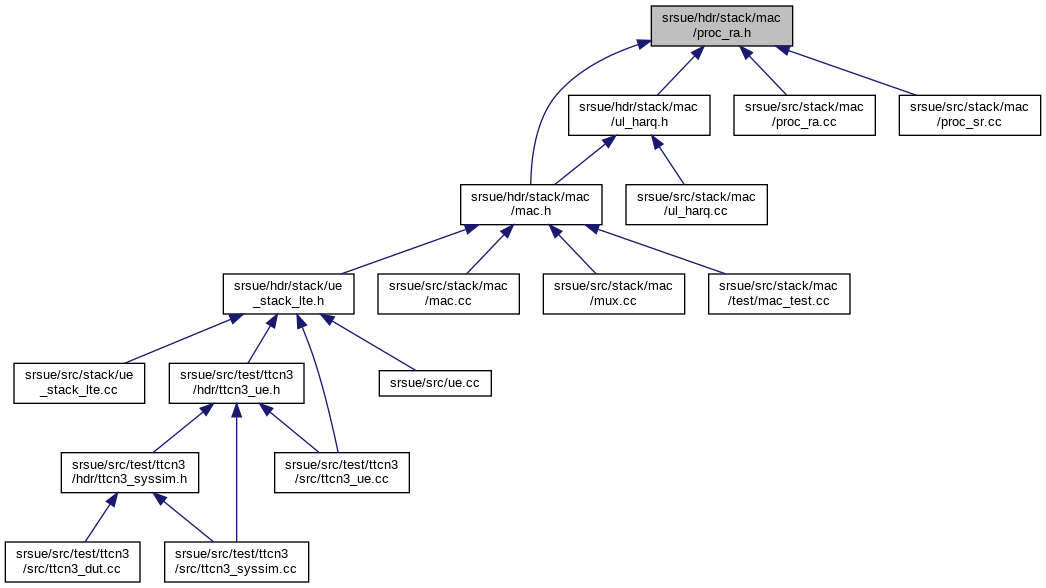 srsue/hdr/stack/mac
/proc_ra.h
srsue/hdr/stack/mac
/ul_harq.h
srsue/src/stack/mac
/proc_ra.cc
srsue/src/stack/mac
/proc_sr.cc
srsue/hdr/stack/mac
/mac.h
srsue/src/stack/mac
/ul_harq.cc
srsue/hdr/stack/ue
_stack_lte.h
srsue/src/stack/mac
/mac.cc
srsue/src/stack/mac
/mux.cc
srsue/src/stack/mac
/test/mac_test.cc
srsue/src/stack/ue
_stack_lte.cc
srsue/src/test/ttcn3
/hdr/ttcn3_ue.h
srsue/src/ue.cc
srsue/src/test/ttcn3
/hdr/ttcn3_syssim.h
srsue/src/test/ttcn3
/src/ttcn3_ue.cc
srsue/src/test/ttcn3
/src/ttcn3_dut.cc
srsue/src/test/ttcn3
/src/ttcn3_syssim.cc